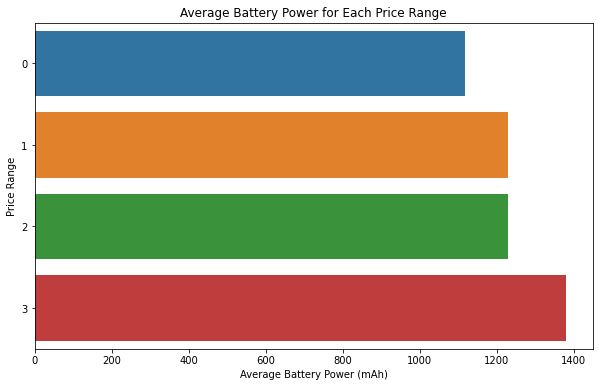 Average Battery Power for Each Price Range
0
1
2
3
Price Range
0 200 400 600 800 1000 1200 1400
Average Battery Power (mAh)